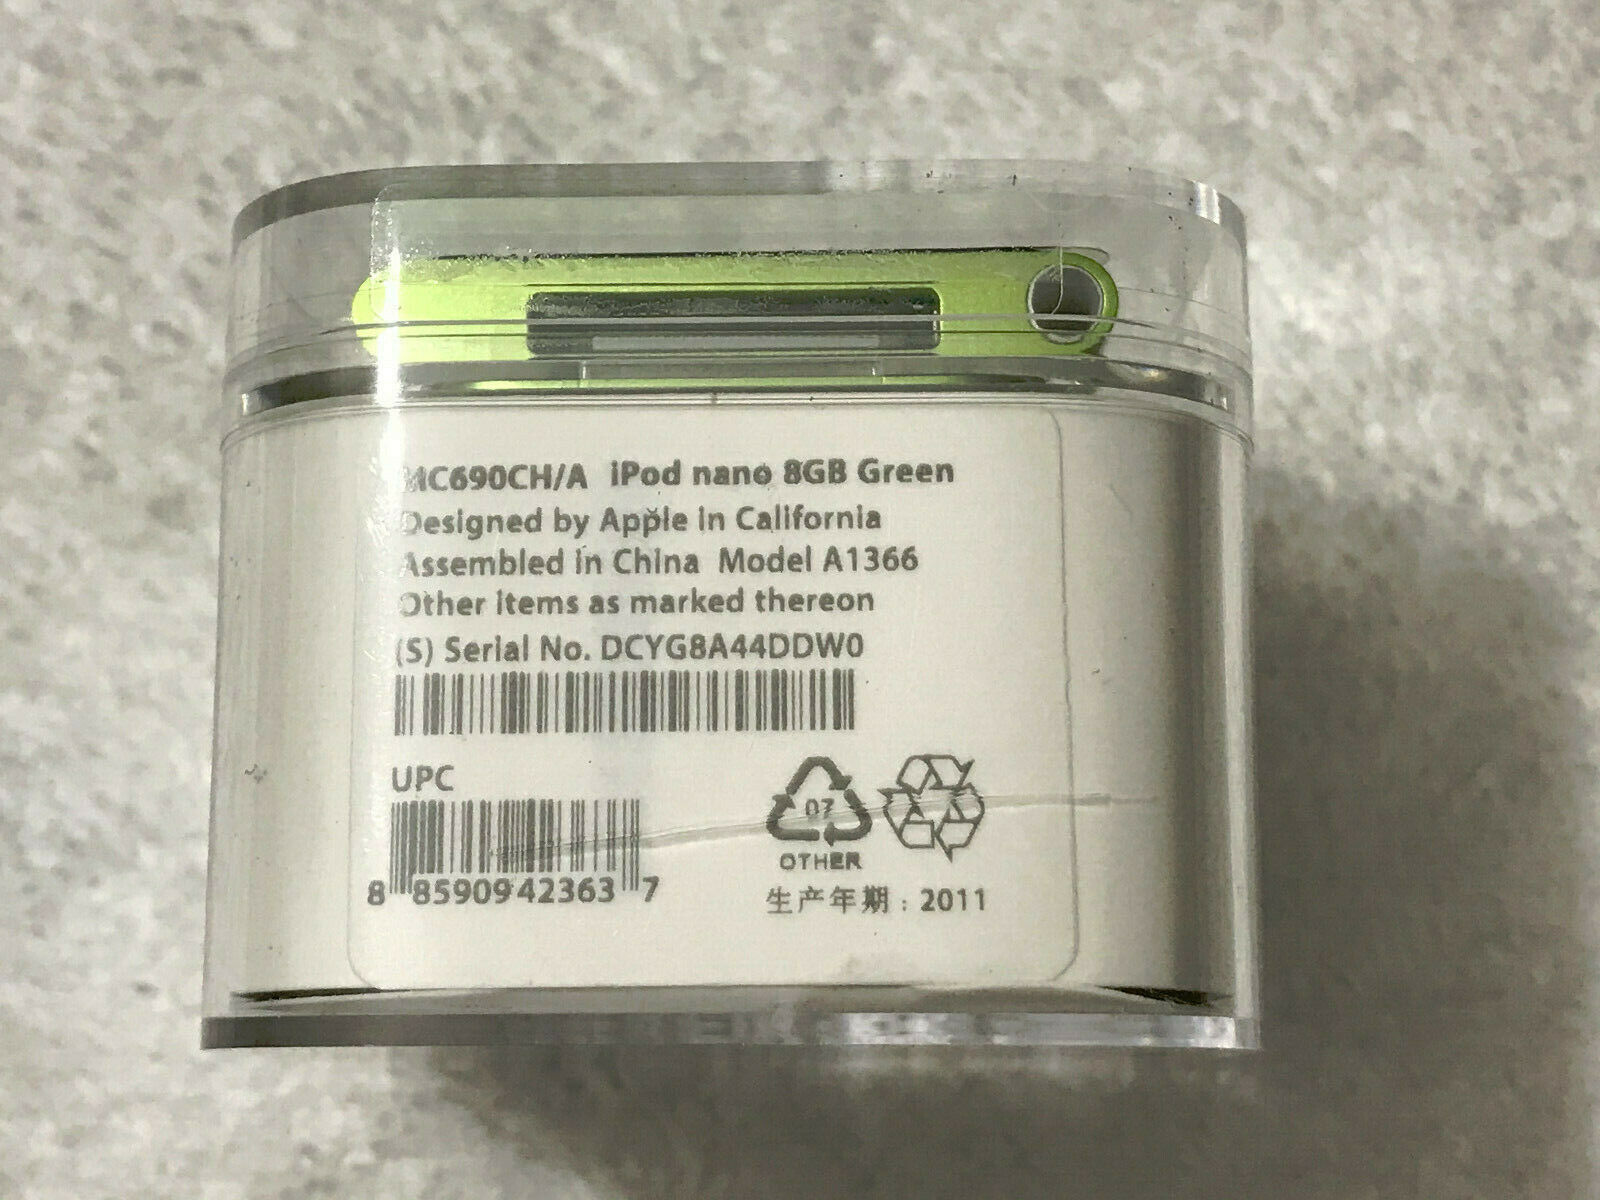 MC690CH/A iPod nano 8GB Green
Designed by Apple in California
Assembled in China Model A1366
Other items as marked thereon
(S) Serial No. DCYG8A44DDW0
UPC
8 85909 42363 7
07
OTHER
生产年期：2011